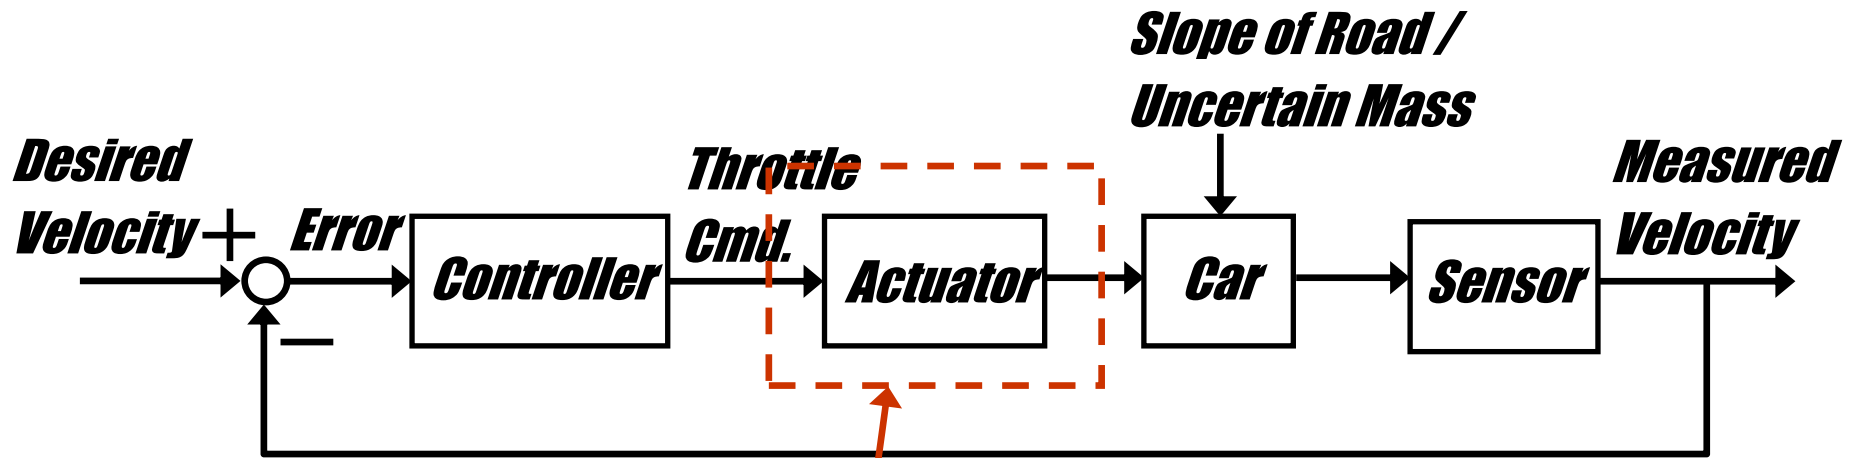 Slope of Road /
Uncertain Mass
Desired
Velocity
+
Error
Throttle
Cmd.
Measured
Velocity
Controller
Actuator
Car
Sensor
−